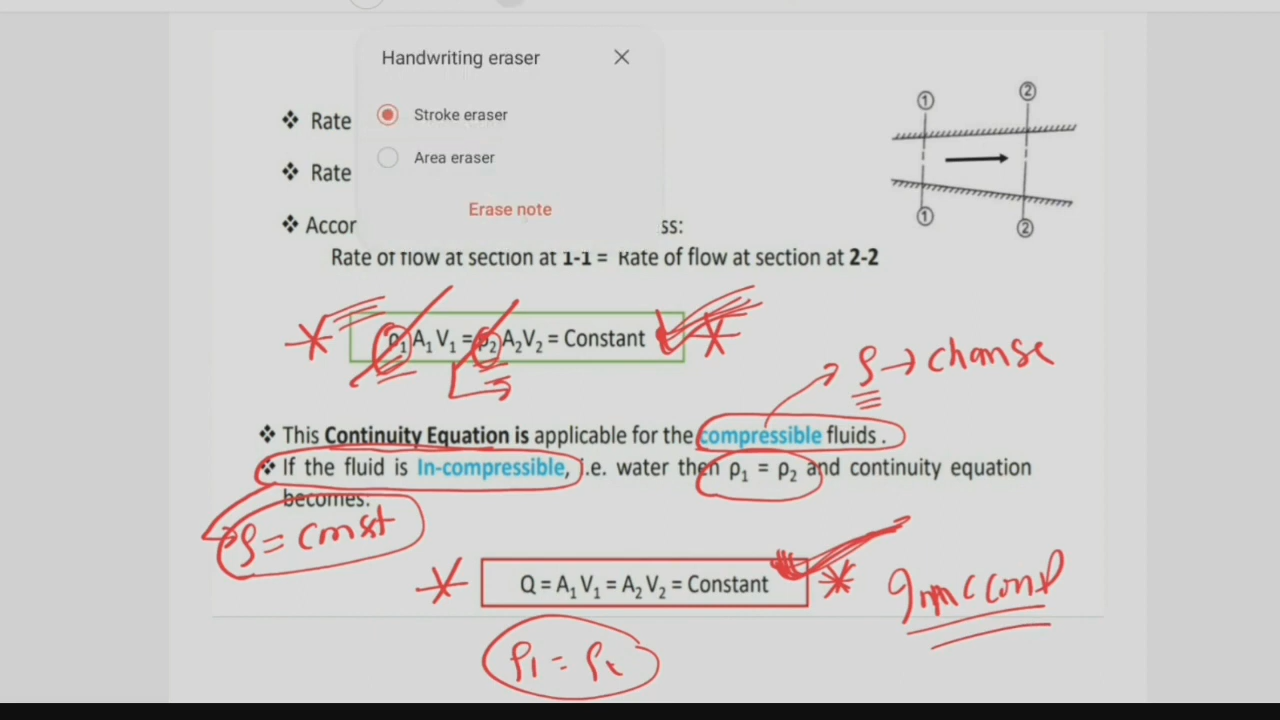 Handwriting eraser
Stroke eraser
Area eraser
Erase note
① ②
① ②
❖ Rate
❖ Rate
❖ Accor ss:
Rate of flow at section at 1-1 = Rate of flow at section at 2-2
ρ₁A₁V₁ = ρ₂A₂V₂ = Constant
ρ → change
❖ This Continuity Equation is applicable for the compressible fluids .
❖ If the fluid is In-compressible, i.e. water then ρ₁ = ρ₂ and continuity equation
becomes:
ρ = const
Q = A₁V₁ = A₂V₂ = Constant
ρ₁ = ρ₂